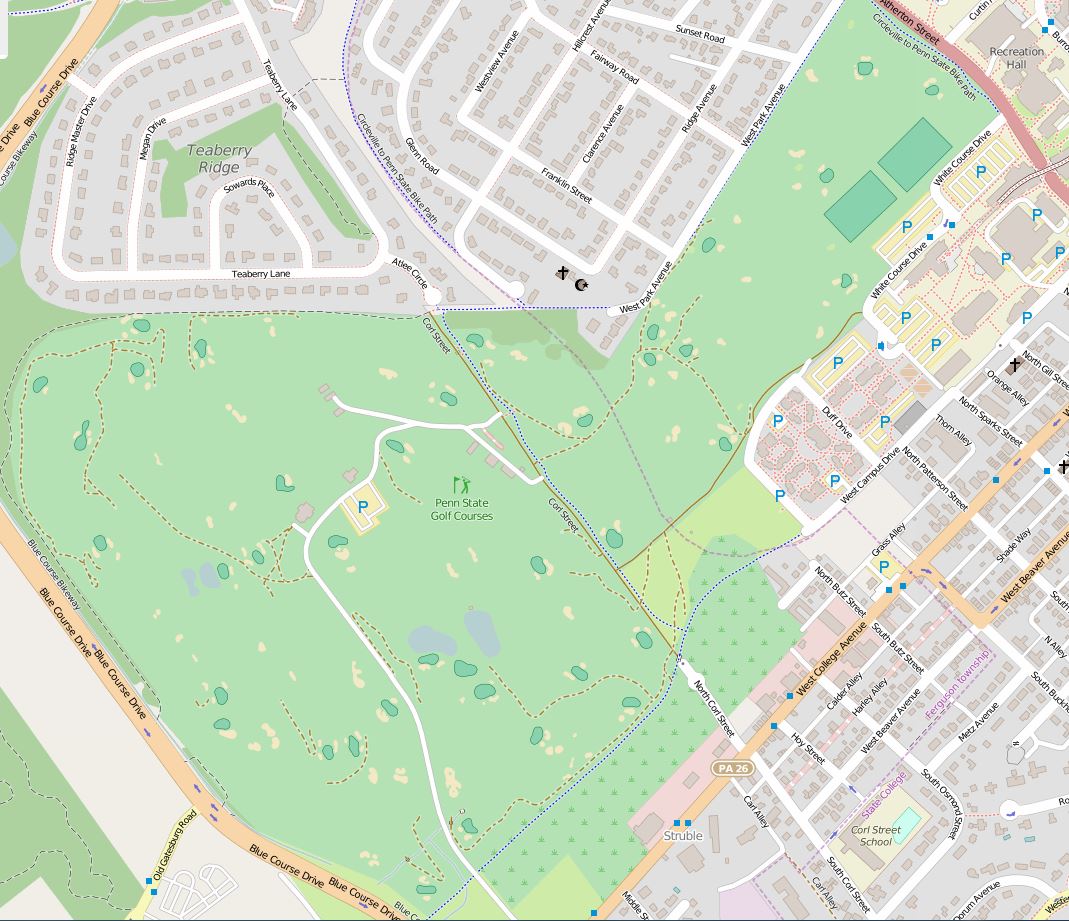 Atherton Street
Curtin
Burro
Circleville to Penn State Bike Path
Recreation
Hall
Sunset Road
Hillcrest Avenue
Westview Avenue
Fairway Road
Ridge Avenue
West Park Avenue
Clarence Avenue
Teaberry Lane
Blue Course Drive
e Drive
Course Bikeway
Ridge Master Drive
Megan Drive
Teaberry
Ridge
Sowards Place
Circleville to Penn State Bike Path
Glenn Road
Franklin Street
White Course Drive
P
P
P
P
P
White Course Drive
Teaberry Lane
Atlee Circle
West Park Avenue
Corl Street
P
P
P
P
North Gill Street
Orange Alley
North Sparks Street
Duff Drive
P
P
Thorn Alley
North Patterson Street
West Campus Drive
P
P
Penn State
Golf Courses
P
Corl Street
Grass Alley
Shade Way
West Beaver Avenue
P
North Butz Street
South Butz Street
West College Avenue
Blue Course Bikeway
Blue Course Drive
Blue Course Drive
N Alley
South Buckh
Ferguson township
Calder Alley
Harley Alley
West Beaver Avenue
North Corl Street
Hoy Street
Metz Avenue
PA 26
State College
South Osmond Street
Carl Alley
Corl Street
School
Struble
Old Gatesburg Road
Blue Course Drive
Blue Course Drive
Blue C
South Corl Street
Carl Alley
Middle St
orum Avenue
Wester
Ro